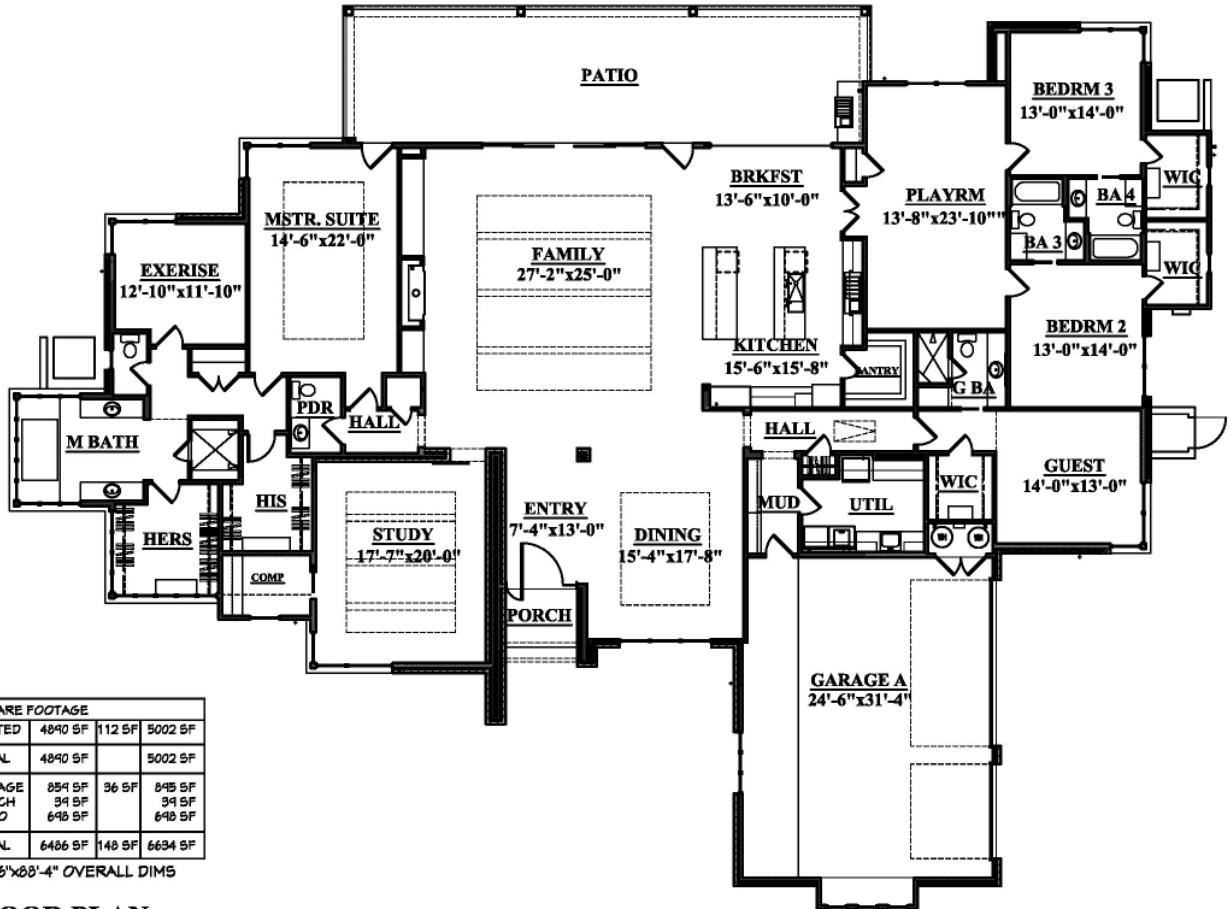 PATIO
BEDRM 3
13'-0"x14'-0"
BRKFST
13'-6"x10'-0"
PLAYRM
13'-8"x23'-10""
WIC
BA 4
BA 3
MSTR. SUITE
14'-6"x22'-0"
FAMILY
27'-2"x25'-0"
EXERISE
12'-10"x11'-10"
WIC
BEDRM 2
13'-0"x14'-0"
KITCHEN
15'-6"x15'-8"
ANTRY
G BA
PDR
HALL
HALL
M BATH
GUEST
14'-0"x13'-0"
WIC
HIS
MUD
UTIL
ENTRY
7'-4"x13'-0"
DINING
15'-4"x17'-8"
STUDY
17'-7"x20'-0"
HERS
WH WH
COMP
PORCH
GARAGE A
24'-6"x31'-4"
ARE FOOTAGE
TED 4890 SF 112 SF 5002 SF
AL 4890 SF 5002 SF
AGE 859 SF 36 SF 895 SF
CH 39 SF 39 SF
O 698 SF 698 SF
AL 6486 SF 148 SF 6634 SF
6"x88'-4" OVERALL DIMS